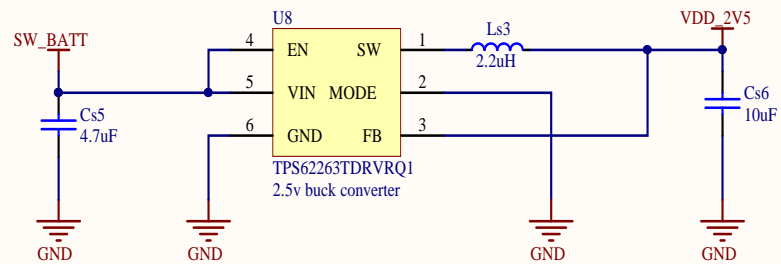 U8
SW_BATT
VDD_2V5
Ls3
4 EN SW 1
2.2uH
Cs5
4.7uF
5 VIN MODE 2
Cs6
10uF
6 GND FB 3
TPS62263TDRVRQ1
2.5v buck converter
GND GND GND GND